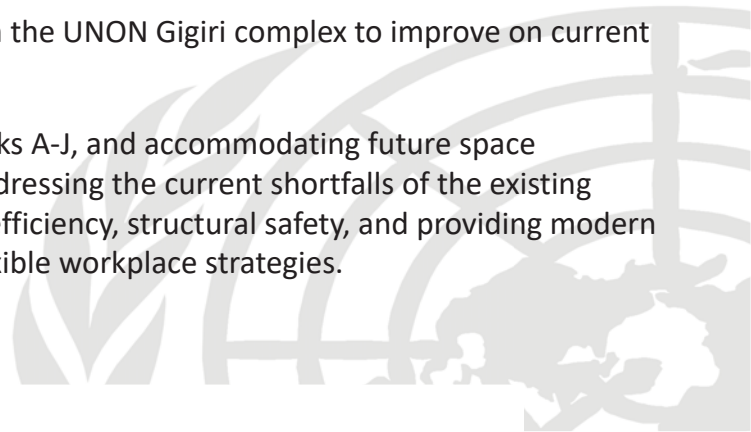 the UNON Gigiri complex to improve on current
ks A-J, and accommodating future space
dressing the current shortfalls of the existing
efficiency, structural safety, and providing modern
xible workplace strategies.